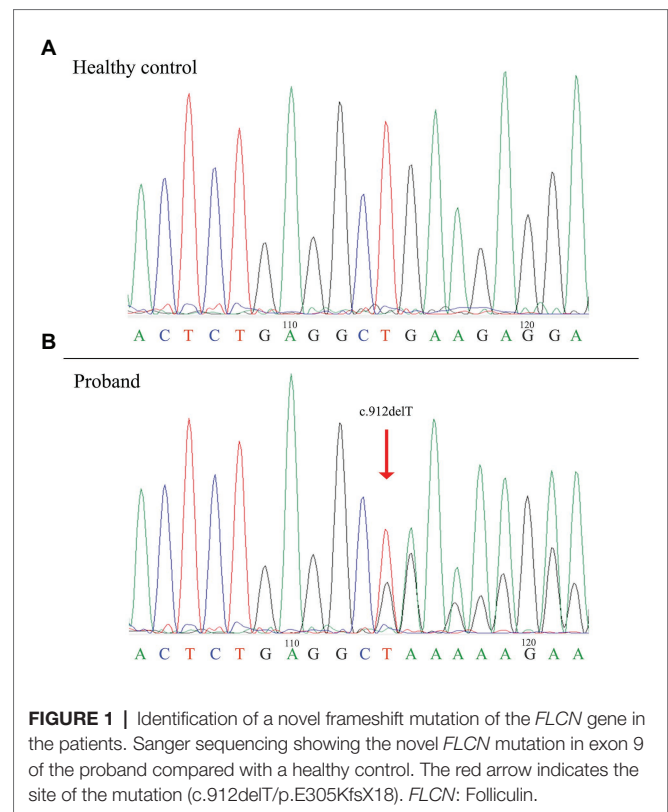 A
Healthy control
110 120
A C T C T G A G G C T G A A G A G G A
B
Proband
c.912delT
110 120
A C T C T G A G G C T A A A A A G A A
FIGURE 1 | Identification of a novel frameshift mutation of the FLCN gene in
the patients. Sanger sequencing showing the novel FLCN mutation in exon 9
of the proband compared with a healthy control. The red arrow indicates the
site of the mutation (c.912delT/p.E305KfsX18). FLCN: Folliculin.